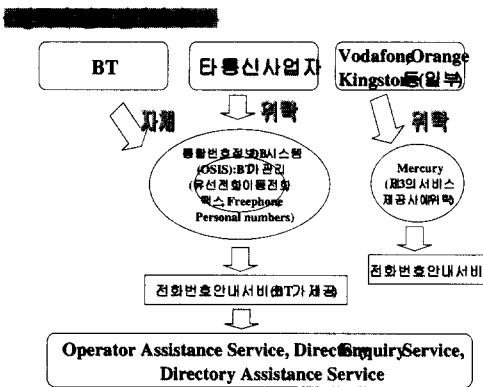 BT
타통신사업자
Vodafone, Orange
Kingston등(일부)
자체
위탁
위탁
통합번호정보DB시스템
(OSIS):BT가 관리
(유선전화이동전화
팩스, Freephone
Personal numbers)
Mercury
(제3의 서비스
제공사에위탁)
전화번호안내서비
전화번호안내서비(BT가 제공)
Operator Assistance Service, Directory Enquiry Service,
Directory Assistance Service